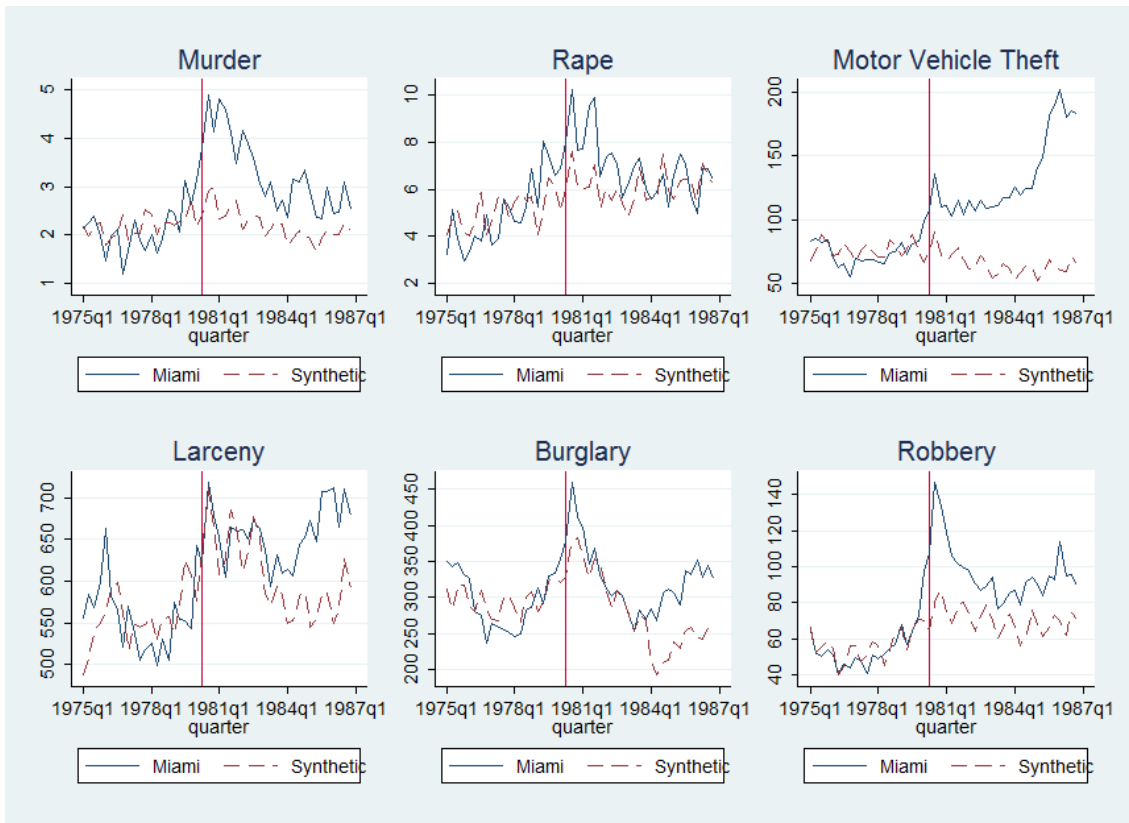 Murder
5
4
3
2
1
1975q1 1978q1 1981q1 1984q1 1987q1
quarter
Miami Synthetic
Rape
10
8
6
4
2
1975q1 1978q1 1981q1 1984q1 1987q1
quarter
Miami Synthetic
Motor Vehicle Theft
200
150
100
50
1975q1 1978q1 1981q1 1984q1 1987q1
quarter
Miami Synthetic
Larceny
700
650
600
550
500
1975q1 1978q1 1981q1 1984q1 1987q1
quarter
Miami Synthetic
Burglary
450
400
350
300
250
200
1975q1 1978q1 1981q1 1984q1 1987q1
quarter
Miami Synthetic
Robbery
140
120
100
80
60
40
1975q1 1978q1 1981q1 1984q1 1987q1
quarter
Miami Synthetic